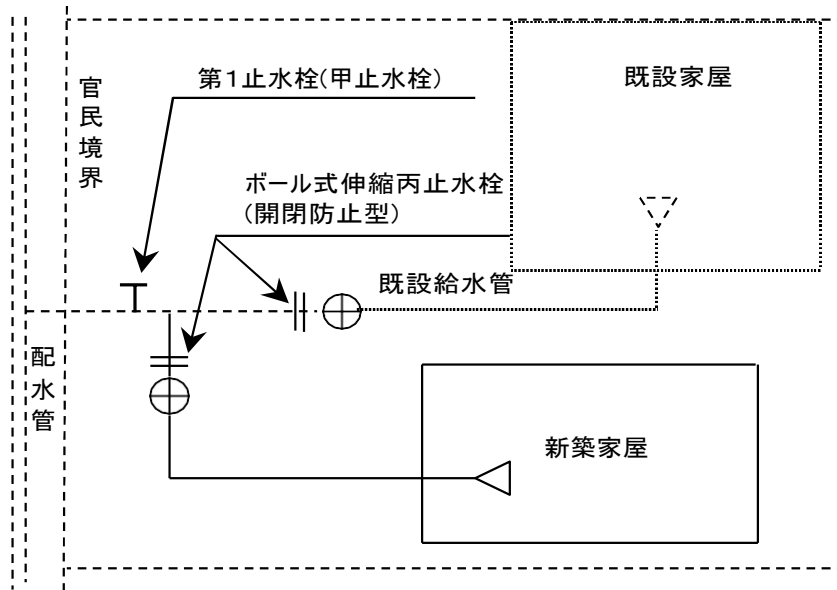 第1止水栓(甲止水栓)
既設家屋
官民境界
ボール式伸縮丙止水栓
(開閉防止型)
既設給水管
配水管
新築家屋